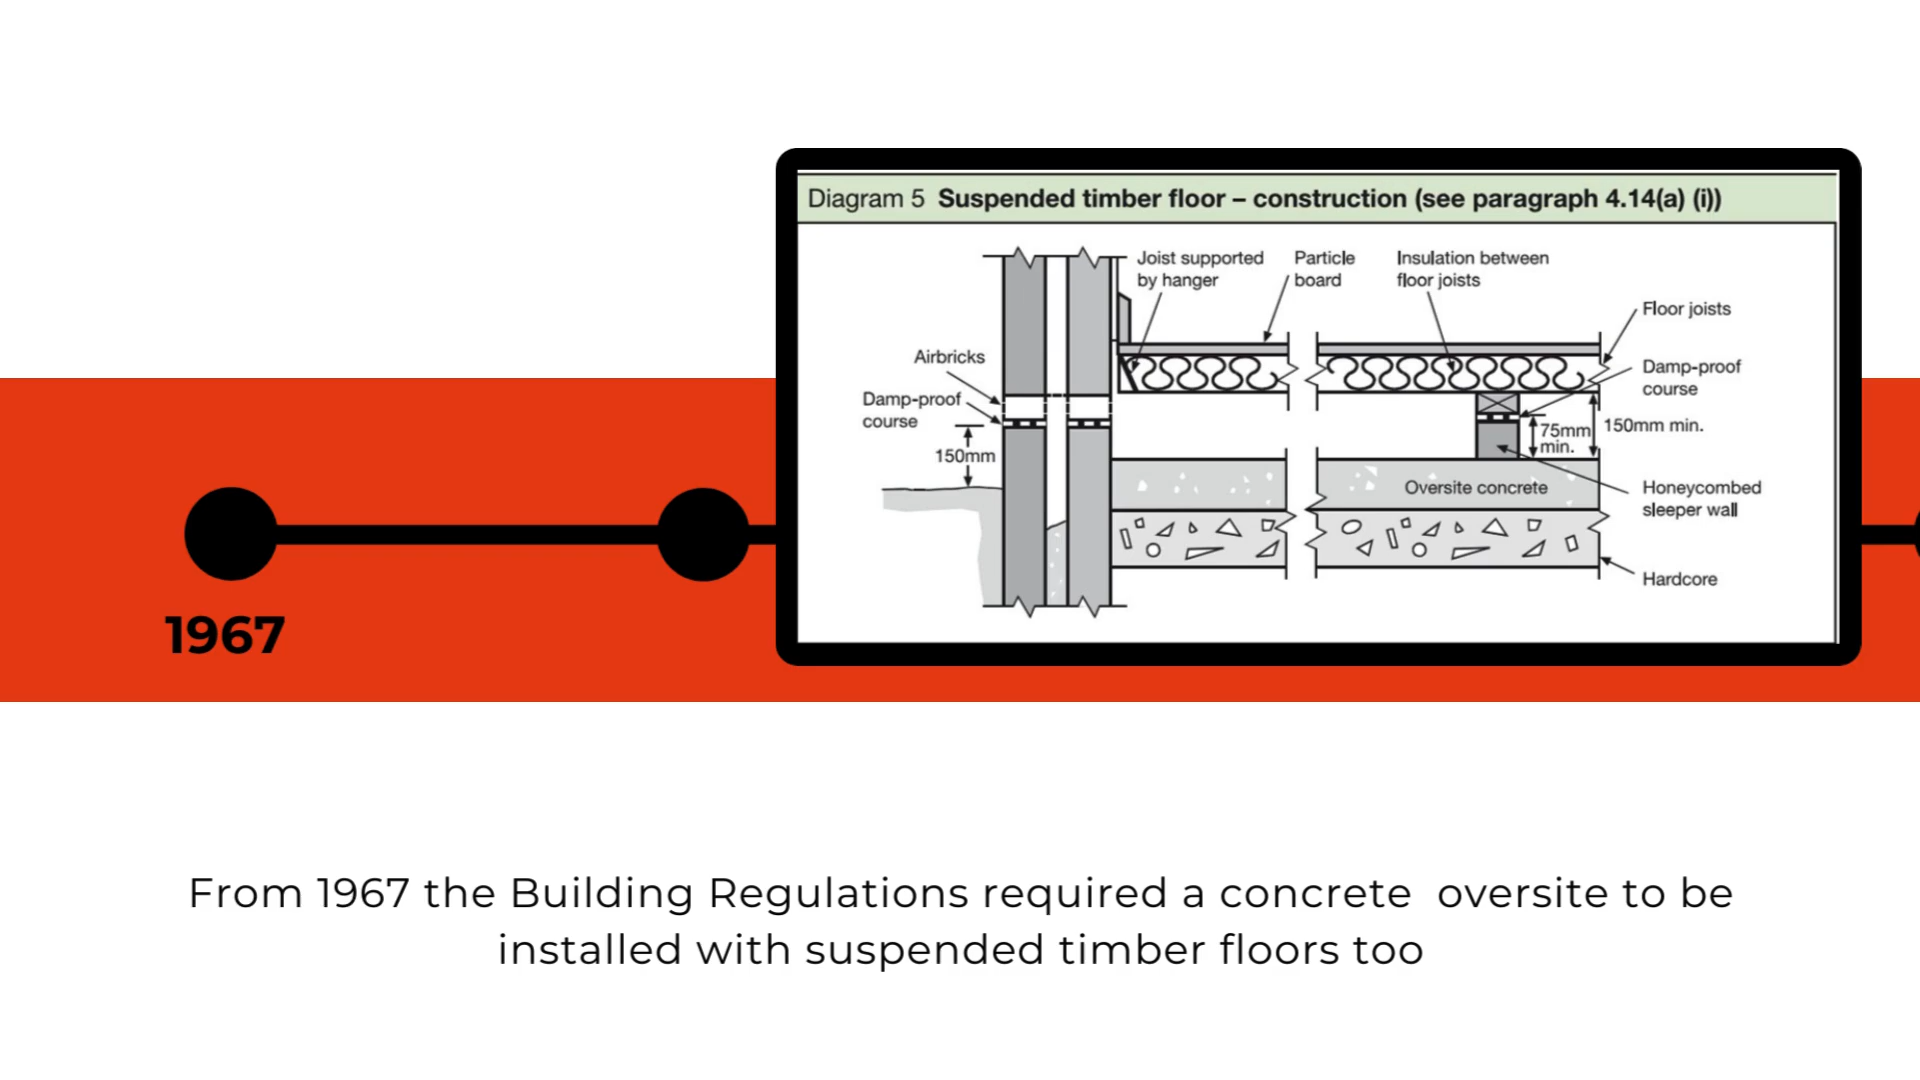 Diagram 5 Suspended timber floor – construction (see paragraph 4.14(a) (i))
Joist supported
by hanger
Particle
board
Insulation between
floor joists
Floor joists
Airbricks
Damp-proof
course
Damp-proof
course
150mm
75mm
min.
150mm min.
Oversite concrete
Honeycombed
sleeper wall
Hardcore
1967
From 1967 the Building Regulations required a concrete oversite to be
installed with suspended timber floors too